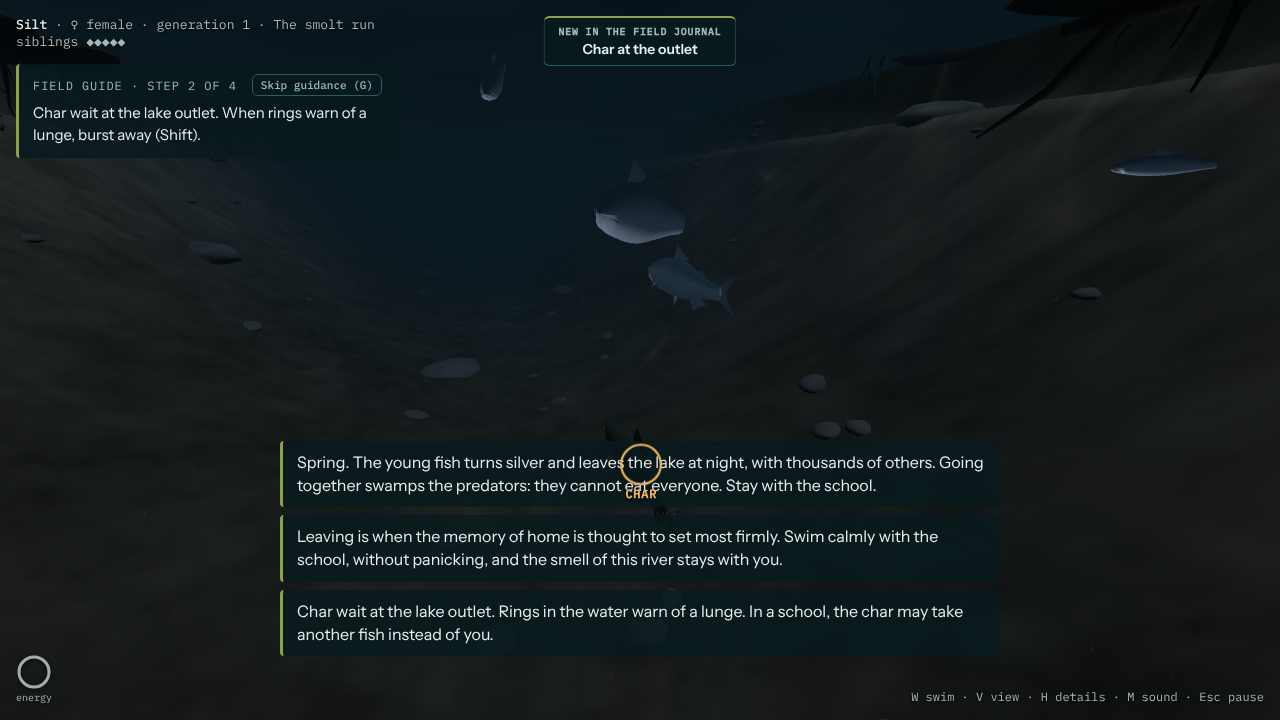 Silt · ♀ female · generation 1 · The smolt run
siblings ◆◆◆◆◆
NEW IN THE FIELD JOURNAL
Char at the outlet
FIELD GUIDE · STEP 2 OF 4
Skip guidance (G)
Char wait at the lake outlet. When rings warn of a
lunge, burst away (Shift).
Spring. The young fish turns silver and leaves the lake at night, with thousands of others. Going
together swamps the predators: they cannot eat everyone. Stay with the school.
CHAR
Leaving is when the memory of home is thought to set most firmly. Swim calmly with the
school, without panicking, and the smell of this river stays with you.
Char wait at the lake outlet. Rings in the water warn of a lunge. In a school, the char may take
another fish instead of you.
energy
W swim · V view · H details · M sound · Esc pause